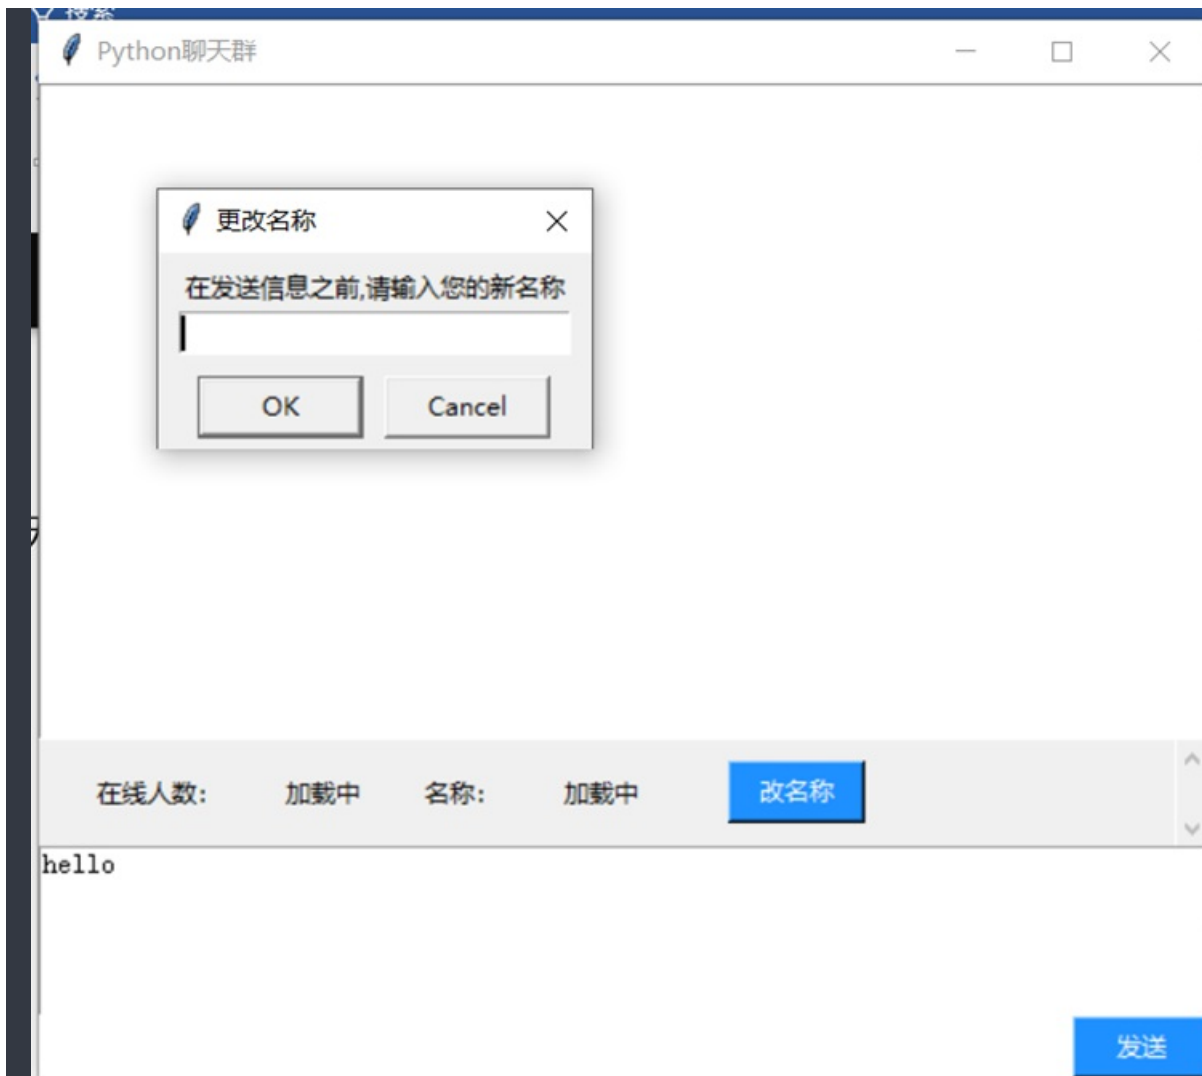 搜索
Python聊天群
更改名称
在发送信息之前,请输入您的新名称
OK Cancel
在线人数: 加载中 名称: 加载中 改名称
hello
发送